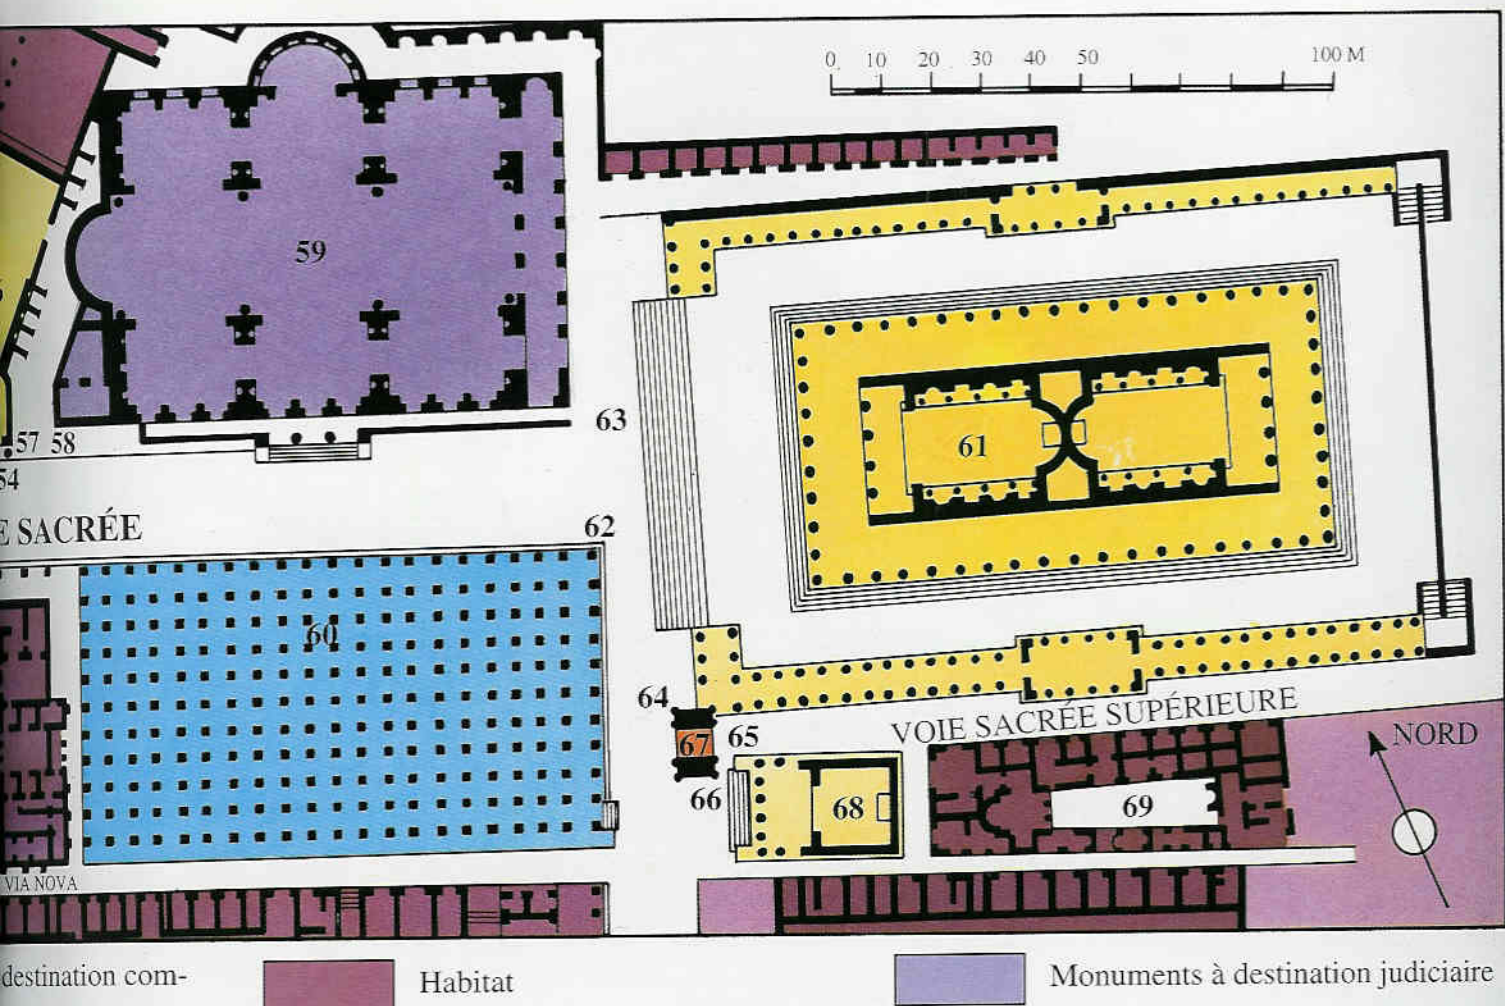 0 10 20 30 40 50 100 M
59
63
61
57 58
54
E SACRÉE
62
60
64
VOIE SACRÉE SUPÉRIEURE
NORD
67 65
66
68
69
VIA NOVA
destination com-
Habitat
Monuments à destination judiciaire